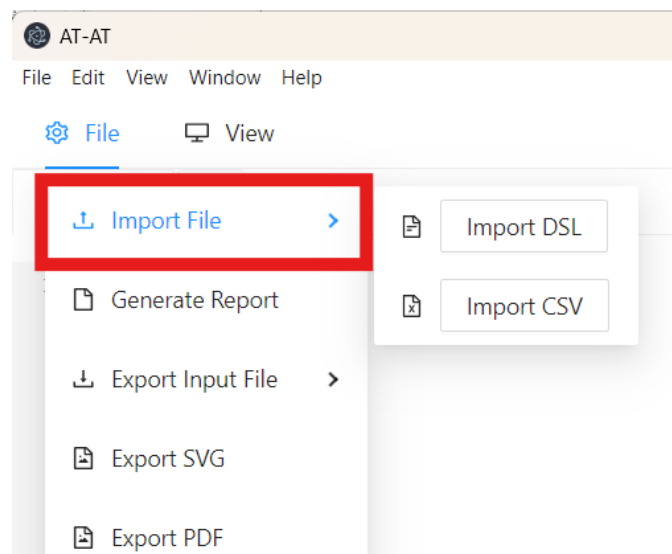 AT-AT
File Edit View Window Help
File View
Import File
Import DSL
Import CSV
Generate Report
Export Input File
Export SVG
Export PDF